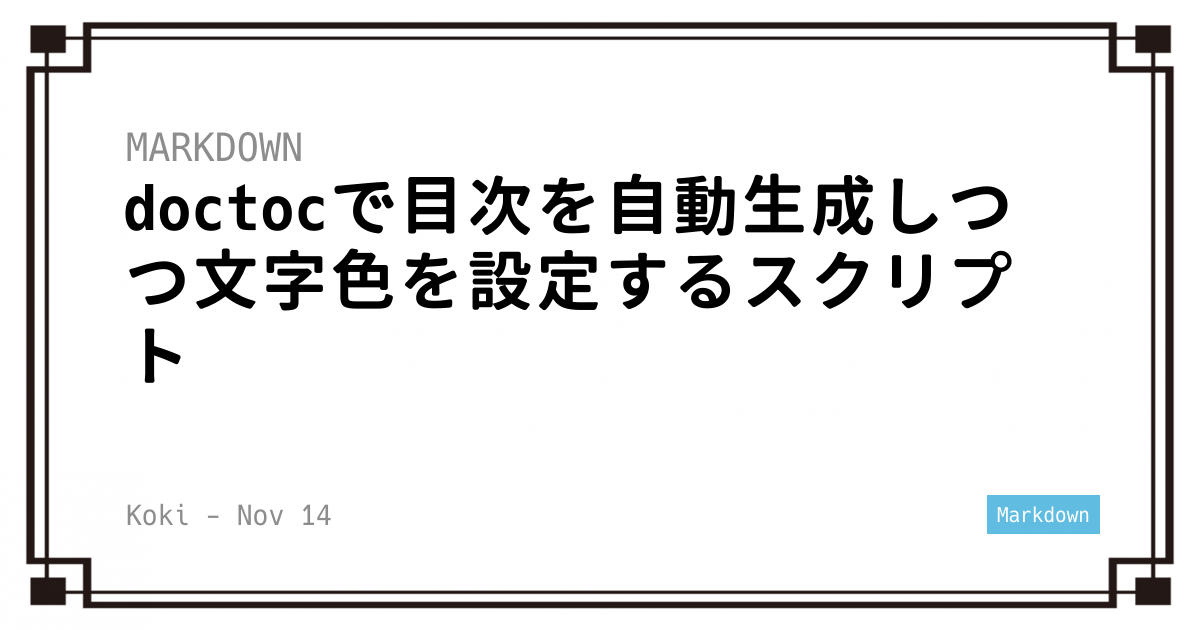 MARKDOWN
doctocで目次を自動生成しつ
つ文字色を設定するスクリプ
ト
Koki – Nov 14
Markdown